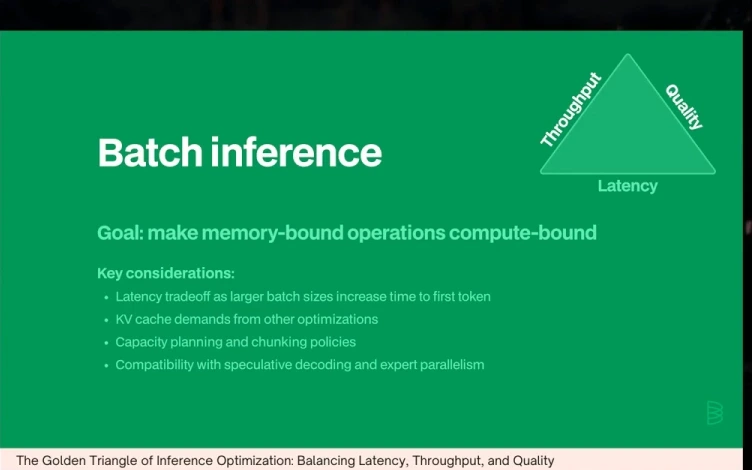 Throughput
Quality
Latency
Batch inference
Goal: make memory-bound operations compute-bound
Key considerations:
• Latency tradeoff as larger batch sizes increase time to first token
• KV cache demands from other optimizations
• Capacity planning and chunking policies
• Compatibility with speculative decoding and expert parallelism
The Golden Triangle of Inference Optimization: Balancing Latency, Throughput, and Quality